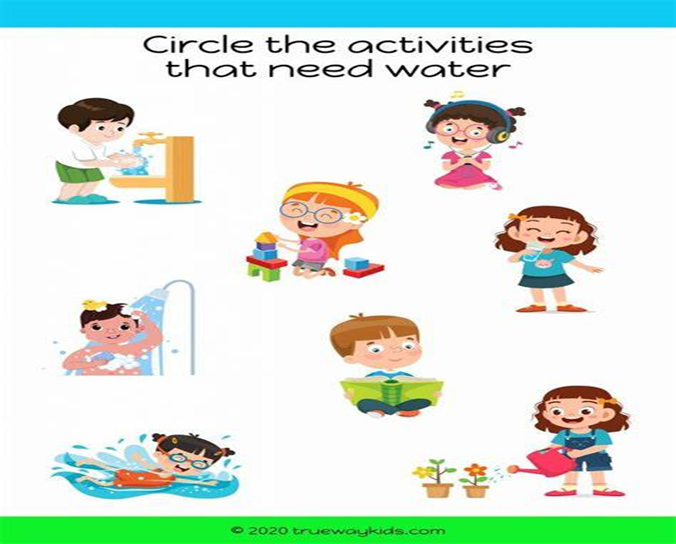 Circle the activities
that need water
© 2020 truewaykids.com